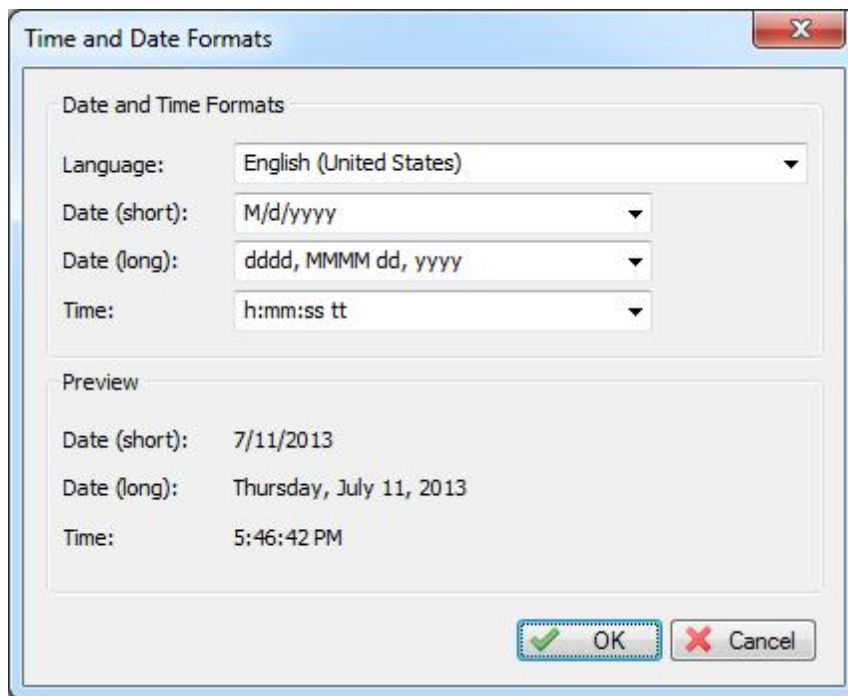 Time and Date Formats
Date and Time Formats
Language: English (United States)
Date (short): M/d/yyyy
Date (long): dddd, MMMM dd, yyyy
Time: h:mm:ss tt
Preview
Date (short): 7/11/2013
Date (long): Thursday, July 11, 2013
Time: 5:46:42 PM
OK Cancel